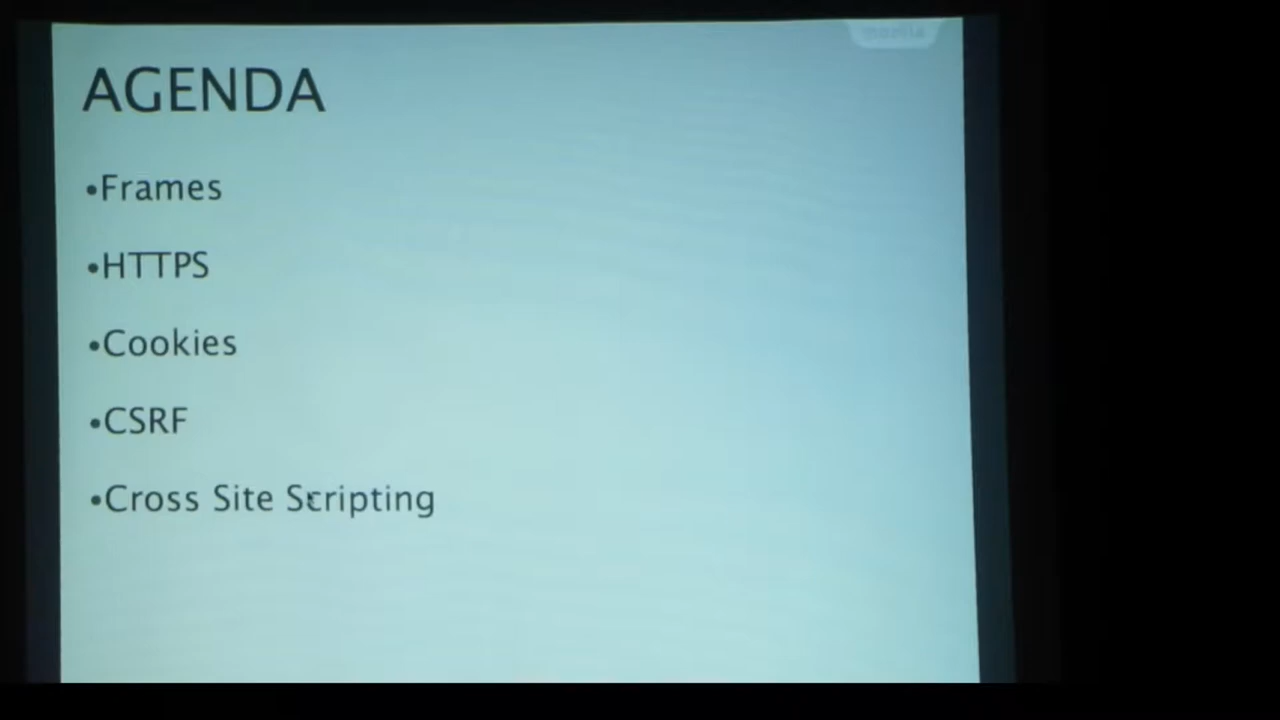 AGENDA
•Frames
•HTTPS
•Cookies
•CSRF
•Cross Site Scripting